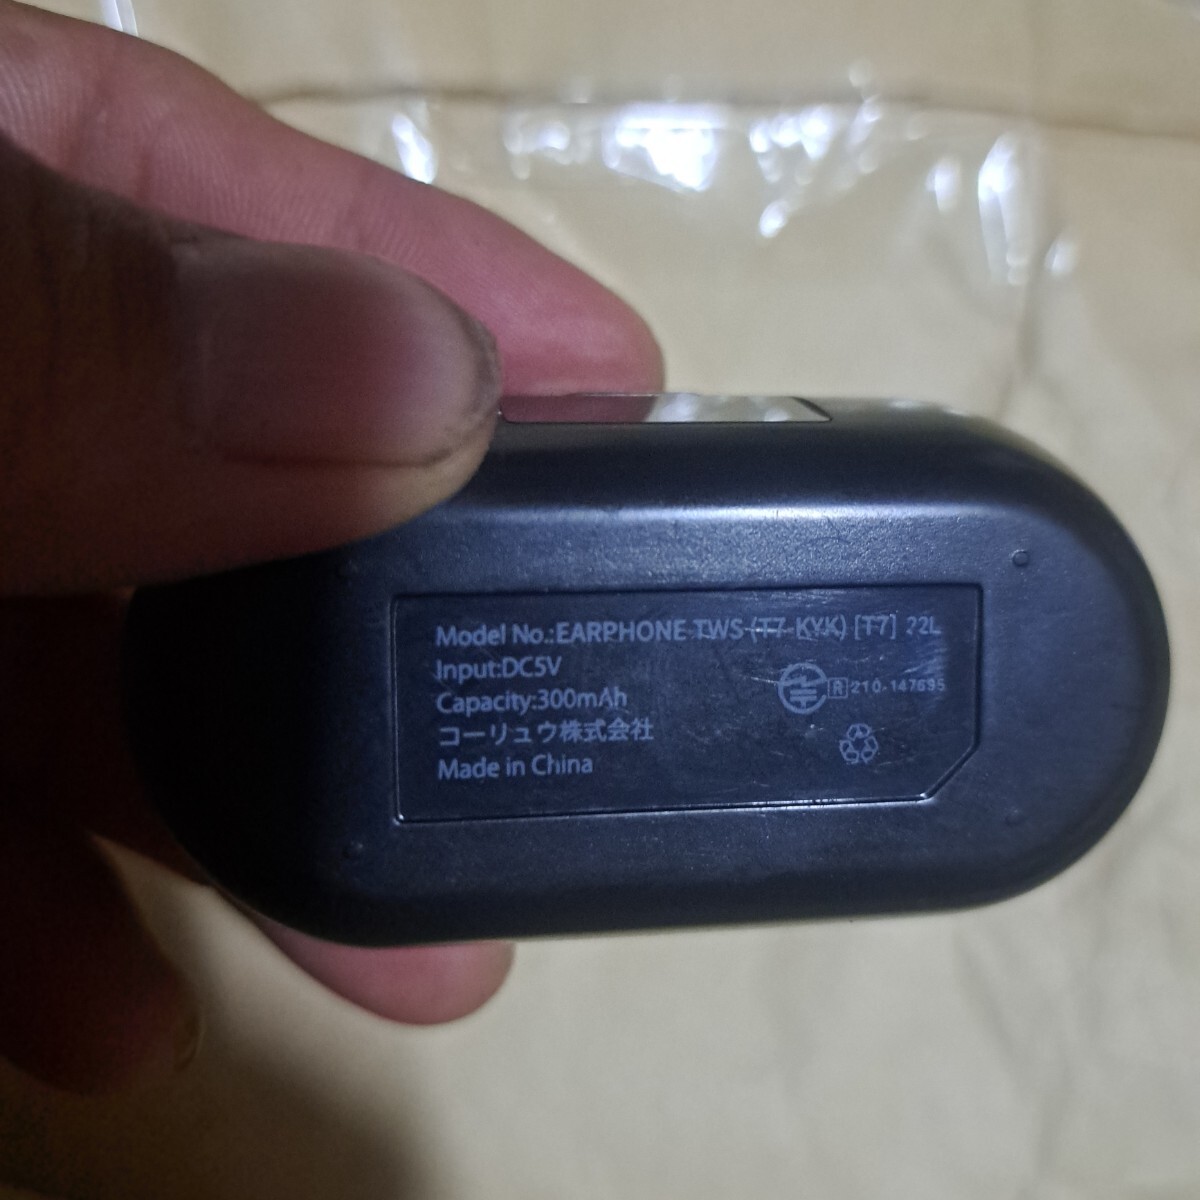 Model No.:EARPHONE TWS (T7-KYK) [T7] 22L
Input:DC5V
Capacity:300mAh
R 210-147695
コーリュウ株式会社
Made in China